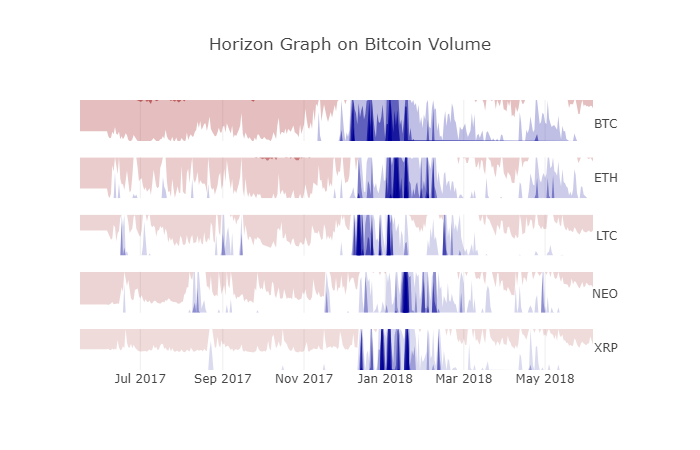 Horizon Graph on Bitcoin Volume
BTC
ETH
LTC
NEO
XRP
Jul 2017 Sep 2017 Nov 2017 Jan 2018 Mar 2018 May 2018